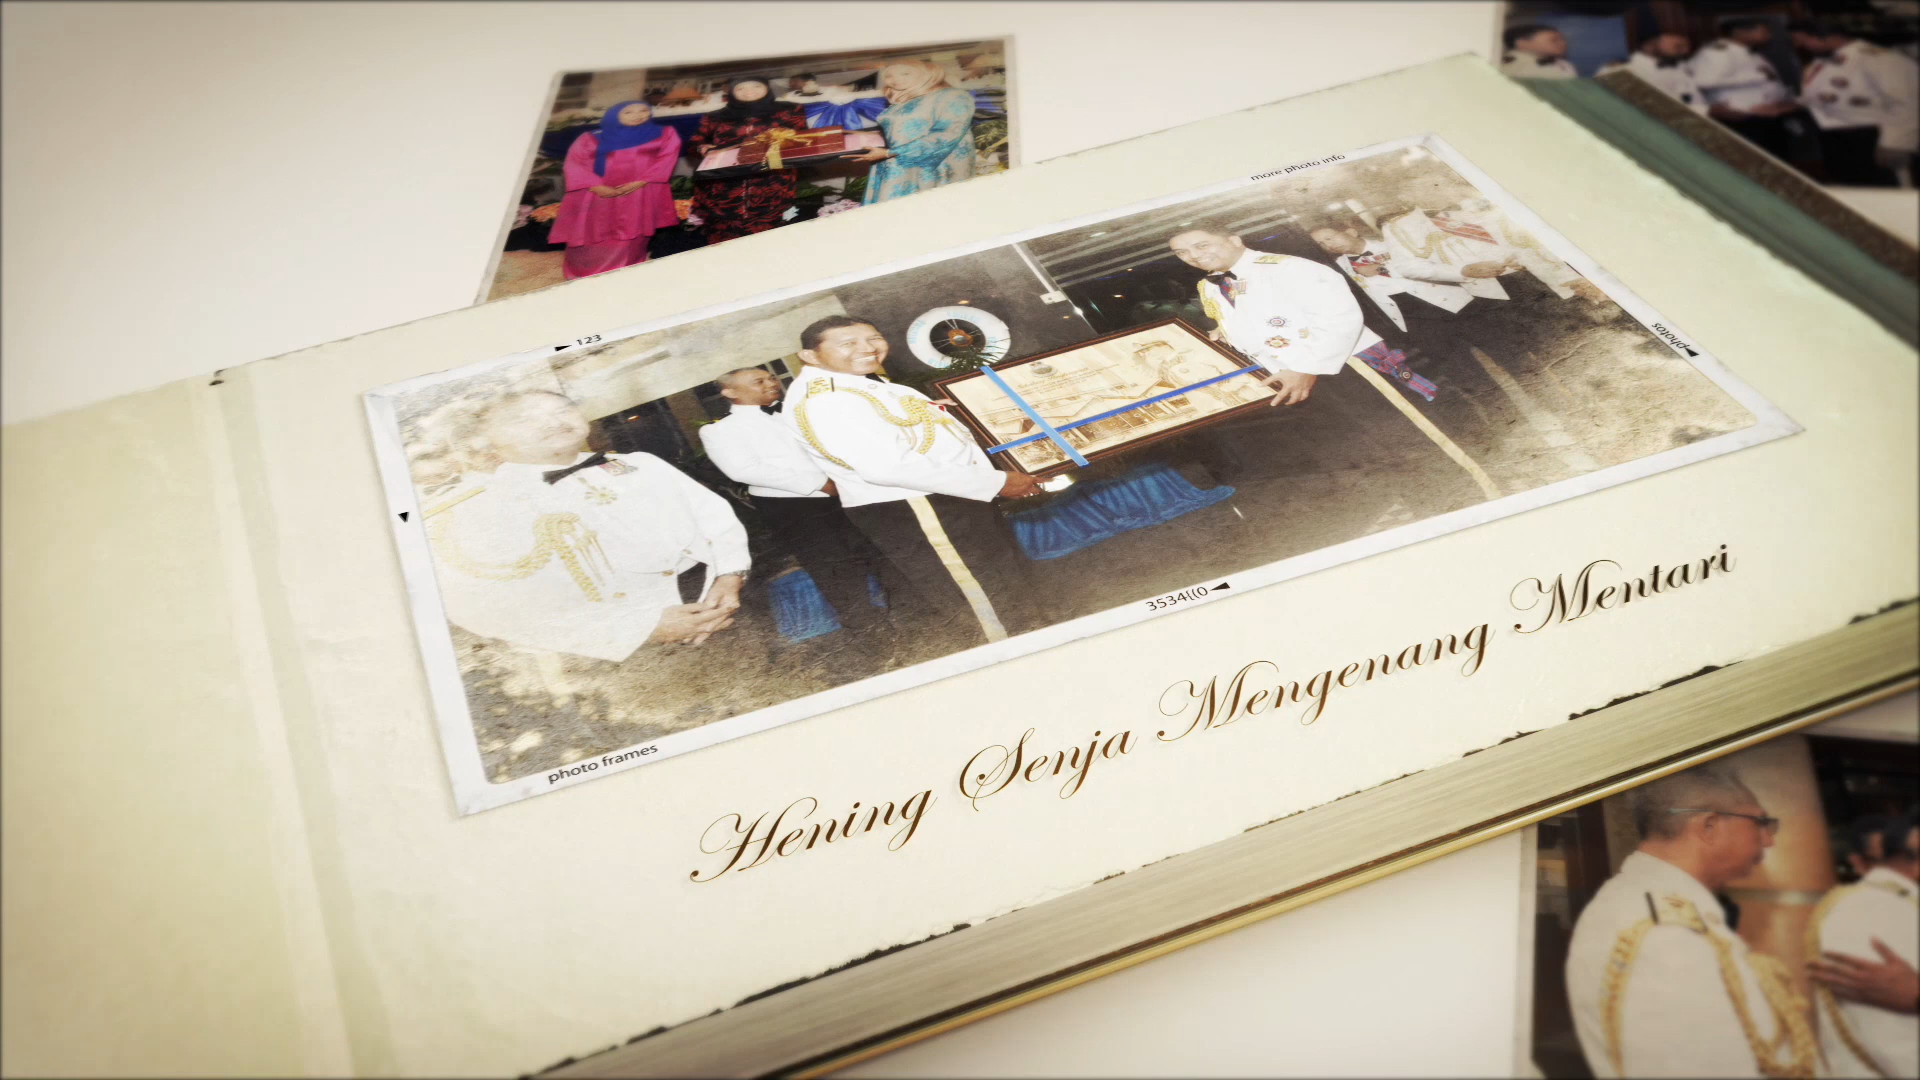 more photo info
123
photos
3534[(0
photo frames
Hening Senja Mengenang Mentari